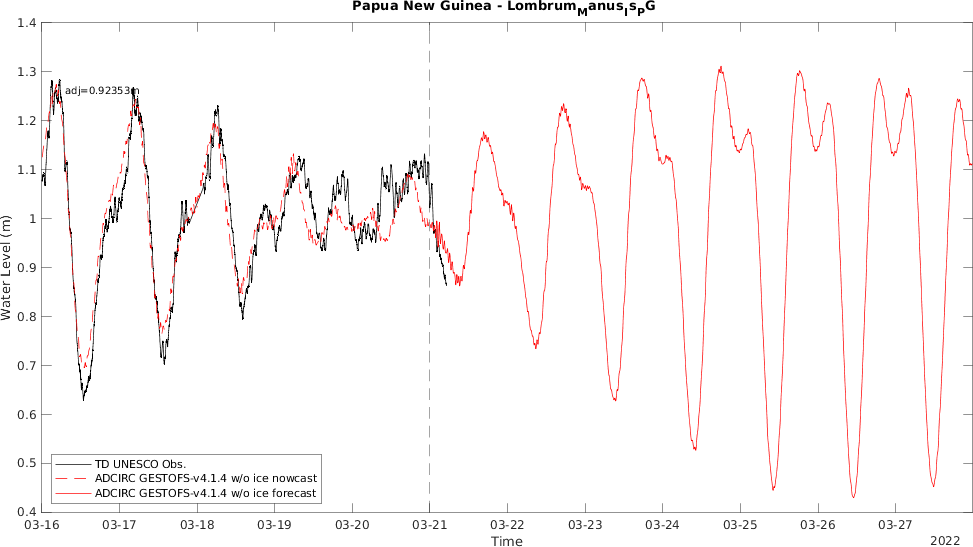 Papua New Guinea - LombrumManusIsPG
1.4
1.3
adj=0.92353m
1.2
1.1
1
0.9
0.8
0.7
0.6
0.5
0.4
Water Level (m)
TD UNESCO Obs.
ADCIRC GESTOFS-v4.1.4 w/o ice nowcast
ADCIRC GESTOFS-v4.1.4 w/o ice forecast
03-16 03-17 03-18 03-19 03-20 03-21 03-22 03-23 03-24 03-25 03-26 03-27
Time
2022